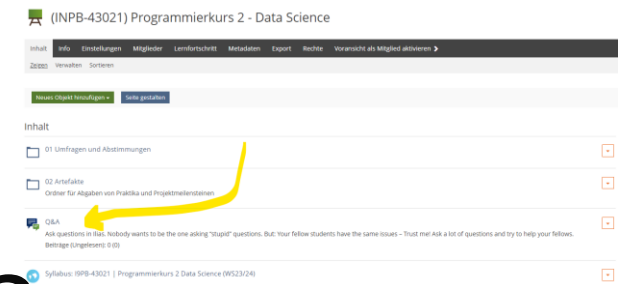 (INPB-43021) Programmierkurs 2 - Data Science
Inhalt Info Einstellungen Mitglieder Lernfortschritt Metadaten Export Rechte Voransicht als Mitglied aktivieren
Zeigen Verwalten Sortieren
Neues Objekt hinzufügen Seite gestalten
Inhalt
01 Umfragen und Abstimmungen
02 Artefakte
Ordner für Abgaben von Praktika und Projektmeilensteinen
Q&A
Ask questions in Ilias. Nobody wants to be the one asking "stupid" questions. But: Your fellow students have the same issues – Trust me! Ask a lot of questions and try to help your fellows.
Beiträge (Ungelesen): 0 (0)
Syllabus: INPB-43021 | Programmierkurs 2 Data Science (WS23/24)